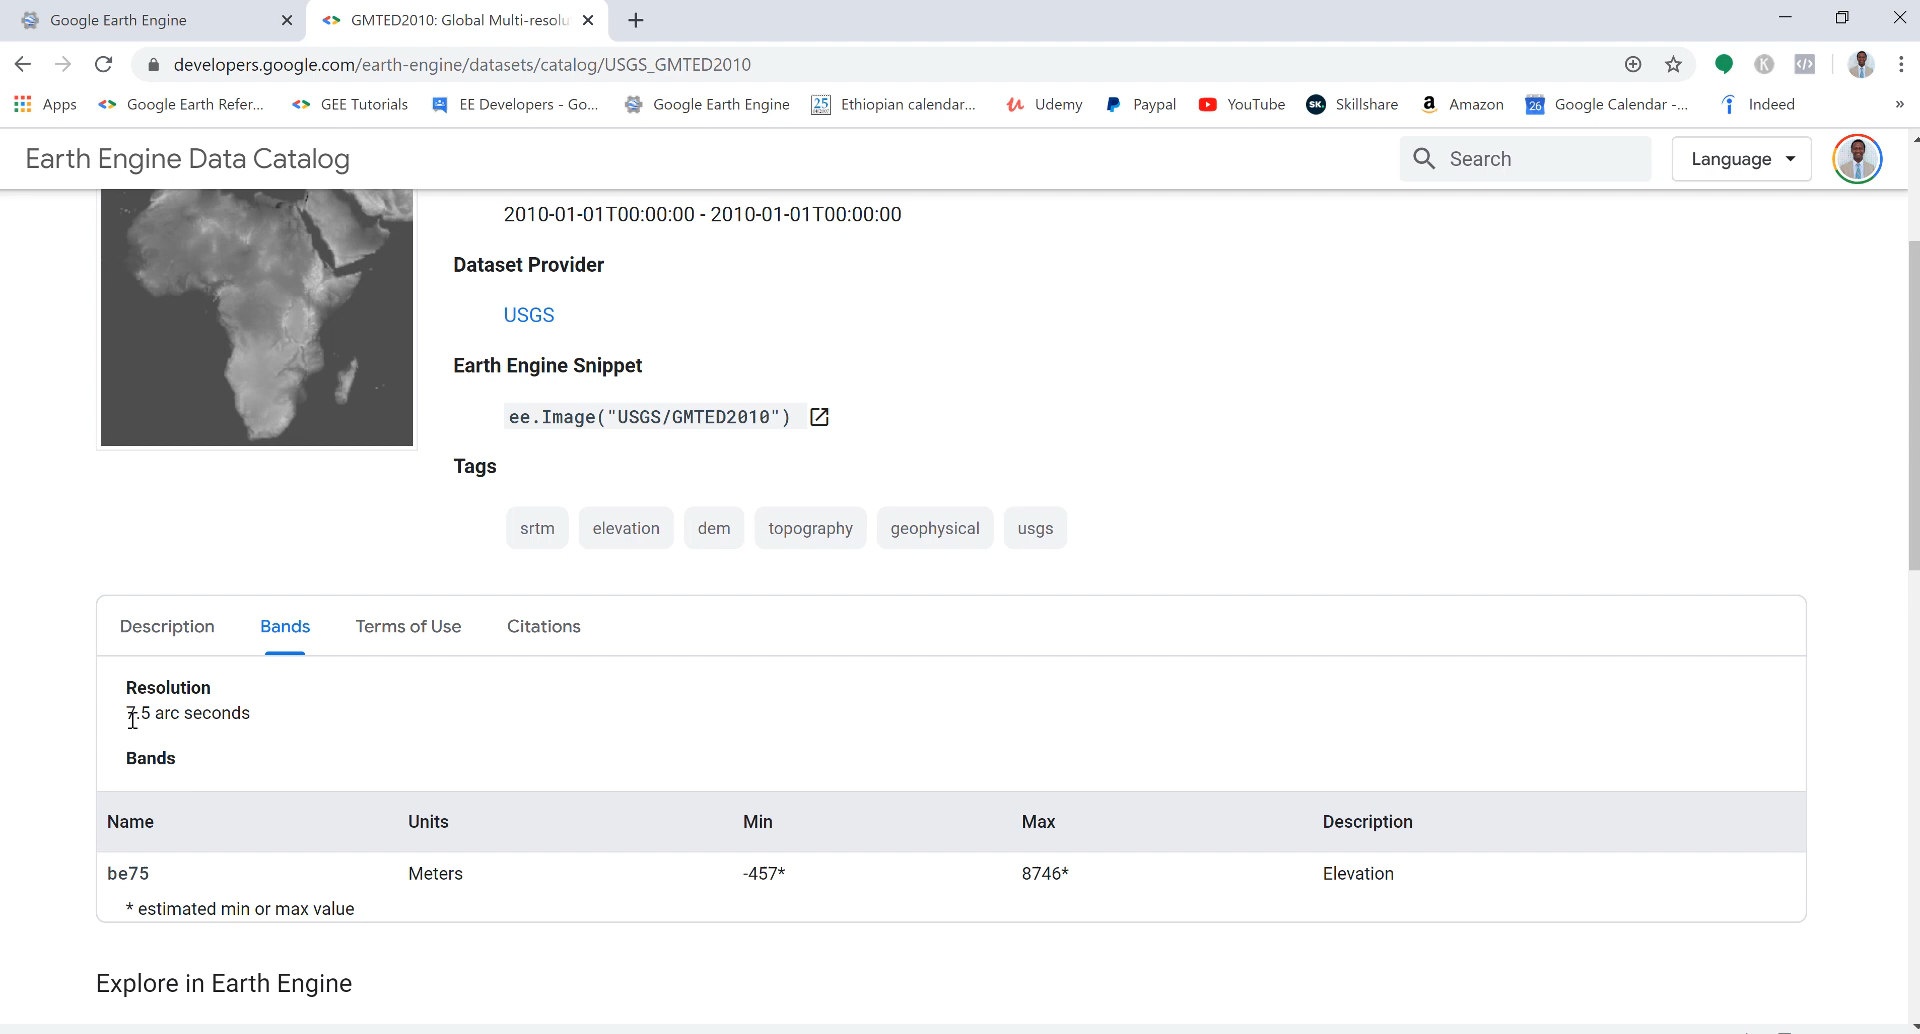 Google Earth Engine
GMTED2010: Global Multi-resolu
developers.google.com/earth-engine/datasets/catalog/USGS_GMTED2010
K
Apps
Google Earth Refer...
GEE Tutorials
EE Developers - Go...
Google Earth Engine
25
Ethiopian calendar...
Udemy
Paypal
YouTube
SK.
Skillshare
a
Amazon
26
Google Calendar -...
Indeed
»
Earth Engine Data Catalog
Search
Language
2010-01-01T00:00:00 - 2010-01-01T00:00:00
Dataset Provider
USGS
Earth Engine Snippet
ee.Image("USGS/GMTED2010")
Tags
srtm
elevation
dem
topography
geophysical
usgs
Description
Bands
Terms of Use
Citations
Resolution
7.5 arc seconds
Bands
Name Units Min Max Description
be75 Meters -457* 8746* Elevation
* estimated min or max value
Explore in Earth Engine